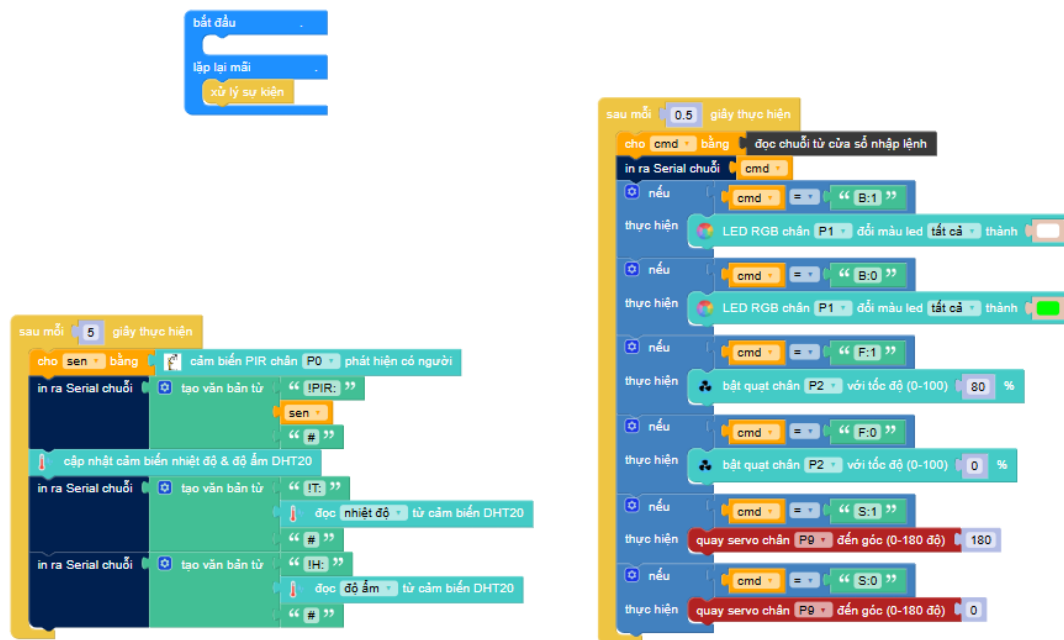 bắt đầu
lặp lại mãi
xử lý sự kiện
sau mỗi 5 giây thực hiện
cho sen bằng cảm biến PIR chân P0 phát hiện có người
in ra Serial chuỗi tạo văn bản từ “ !PIR: ”
sen
“ # ”
cập nhật cảm biến nhiệt độ & độ ẩm DHT20
in ra Serial chuỗi tạo văn bản từ “ !T: ”
đọc nhiệt độ từ cảm biến DHT20
“ # ”
in ra Serial chuỗi tạo văn bản từ “ !H: ”
đọc độ ẩm từ cảm biến DHT20
“ # ”
sau mỗi 0.5 giây thực hiện
cho cmd bằng đọc chuỗi từ cửa sổ nhập lệnh
in ra Serial chuỗi cmd
nếu cmd = “ B:1 ”
thực hiện LED RGB chân P1 đổi màu led tất cả thành
nếu cmd = “ B:0 ”
thực hiện LED RGB chân P1 đổi màu led tất cả thành
nếu cmd = “ F:1 ”
thực hiện bật quạt chân P2 với tốc độ (0-100) 80 %
nếu cmd = “ F:0 ”
thực hiện bật quạt chân P2 với tốc độ (0-100) 0 %
nếu cmd = “ S:1 ”
thực hiện quay servo chân P9 đến góc (0-180 độ) 180
nếu cmd = “ S:0 ”
thực hiện quay servo chân P9 đến góc (0-180 độ) 0